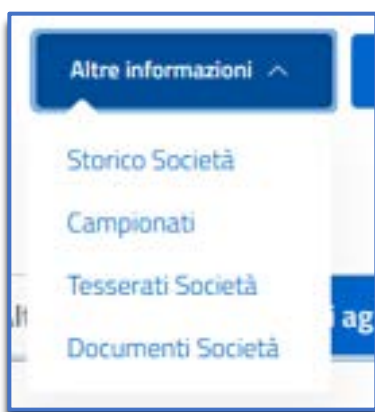 Altre informazioni
Storico Società
Campionati
Tesserati Società
Documenti Società